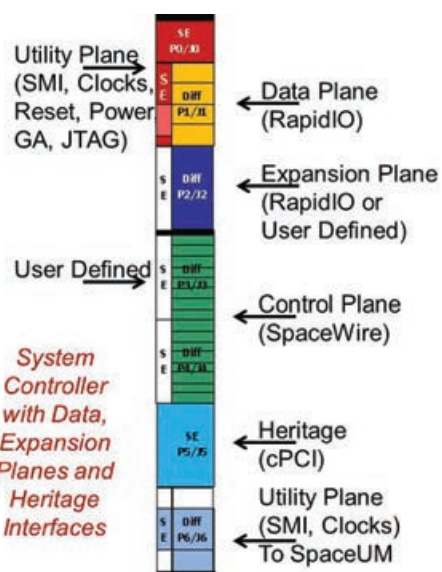 Utility Plane
(SMI, Clocks,
Reset, Power,
GA, JTAG)
SE
P0/J0
S
E
Diff
P1/J1
Data Plane
(RapidIO)
S
E
Diff
P2/J2
Expansion Plane
(RapidIO or
User Defined)
User Defined
S
E
Diff
P3/J3
Control Plane
(SpaceWire)
S
E
Diff
P4/J4
System
Controller
with Data,
Expansion
Planes and
Heritage
Interfaces
SE
P5/J5
Heritage
(cPCI)
S
E
Diff
P6/J6
Utility Plane
(SMI, Clocks)
To SpaceUM